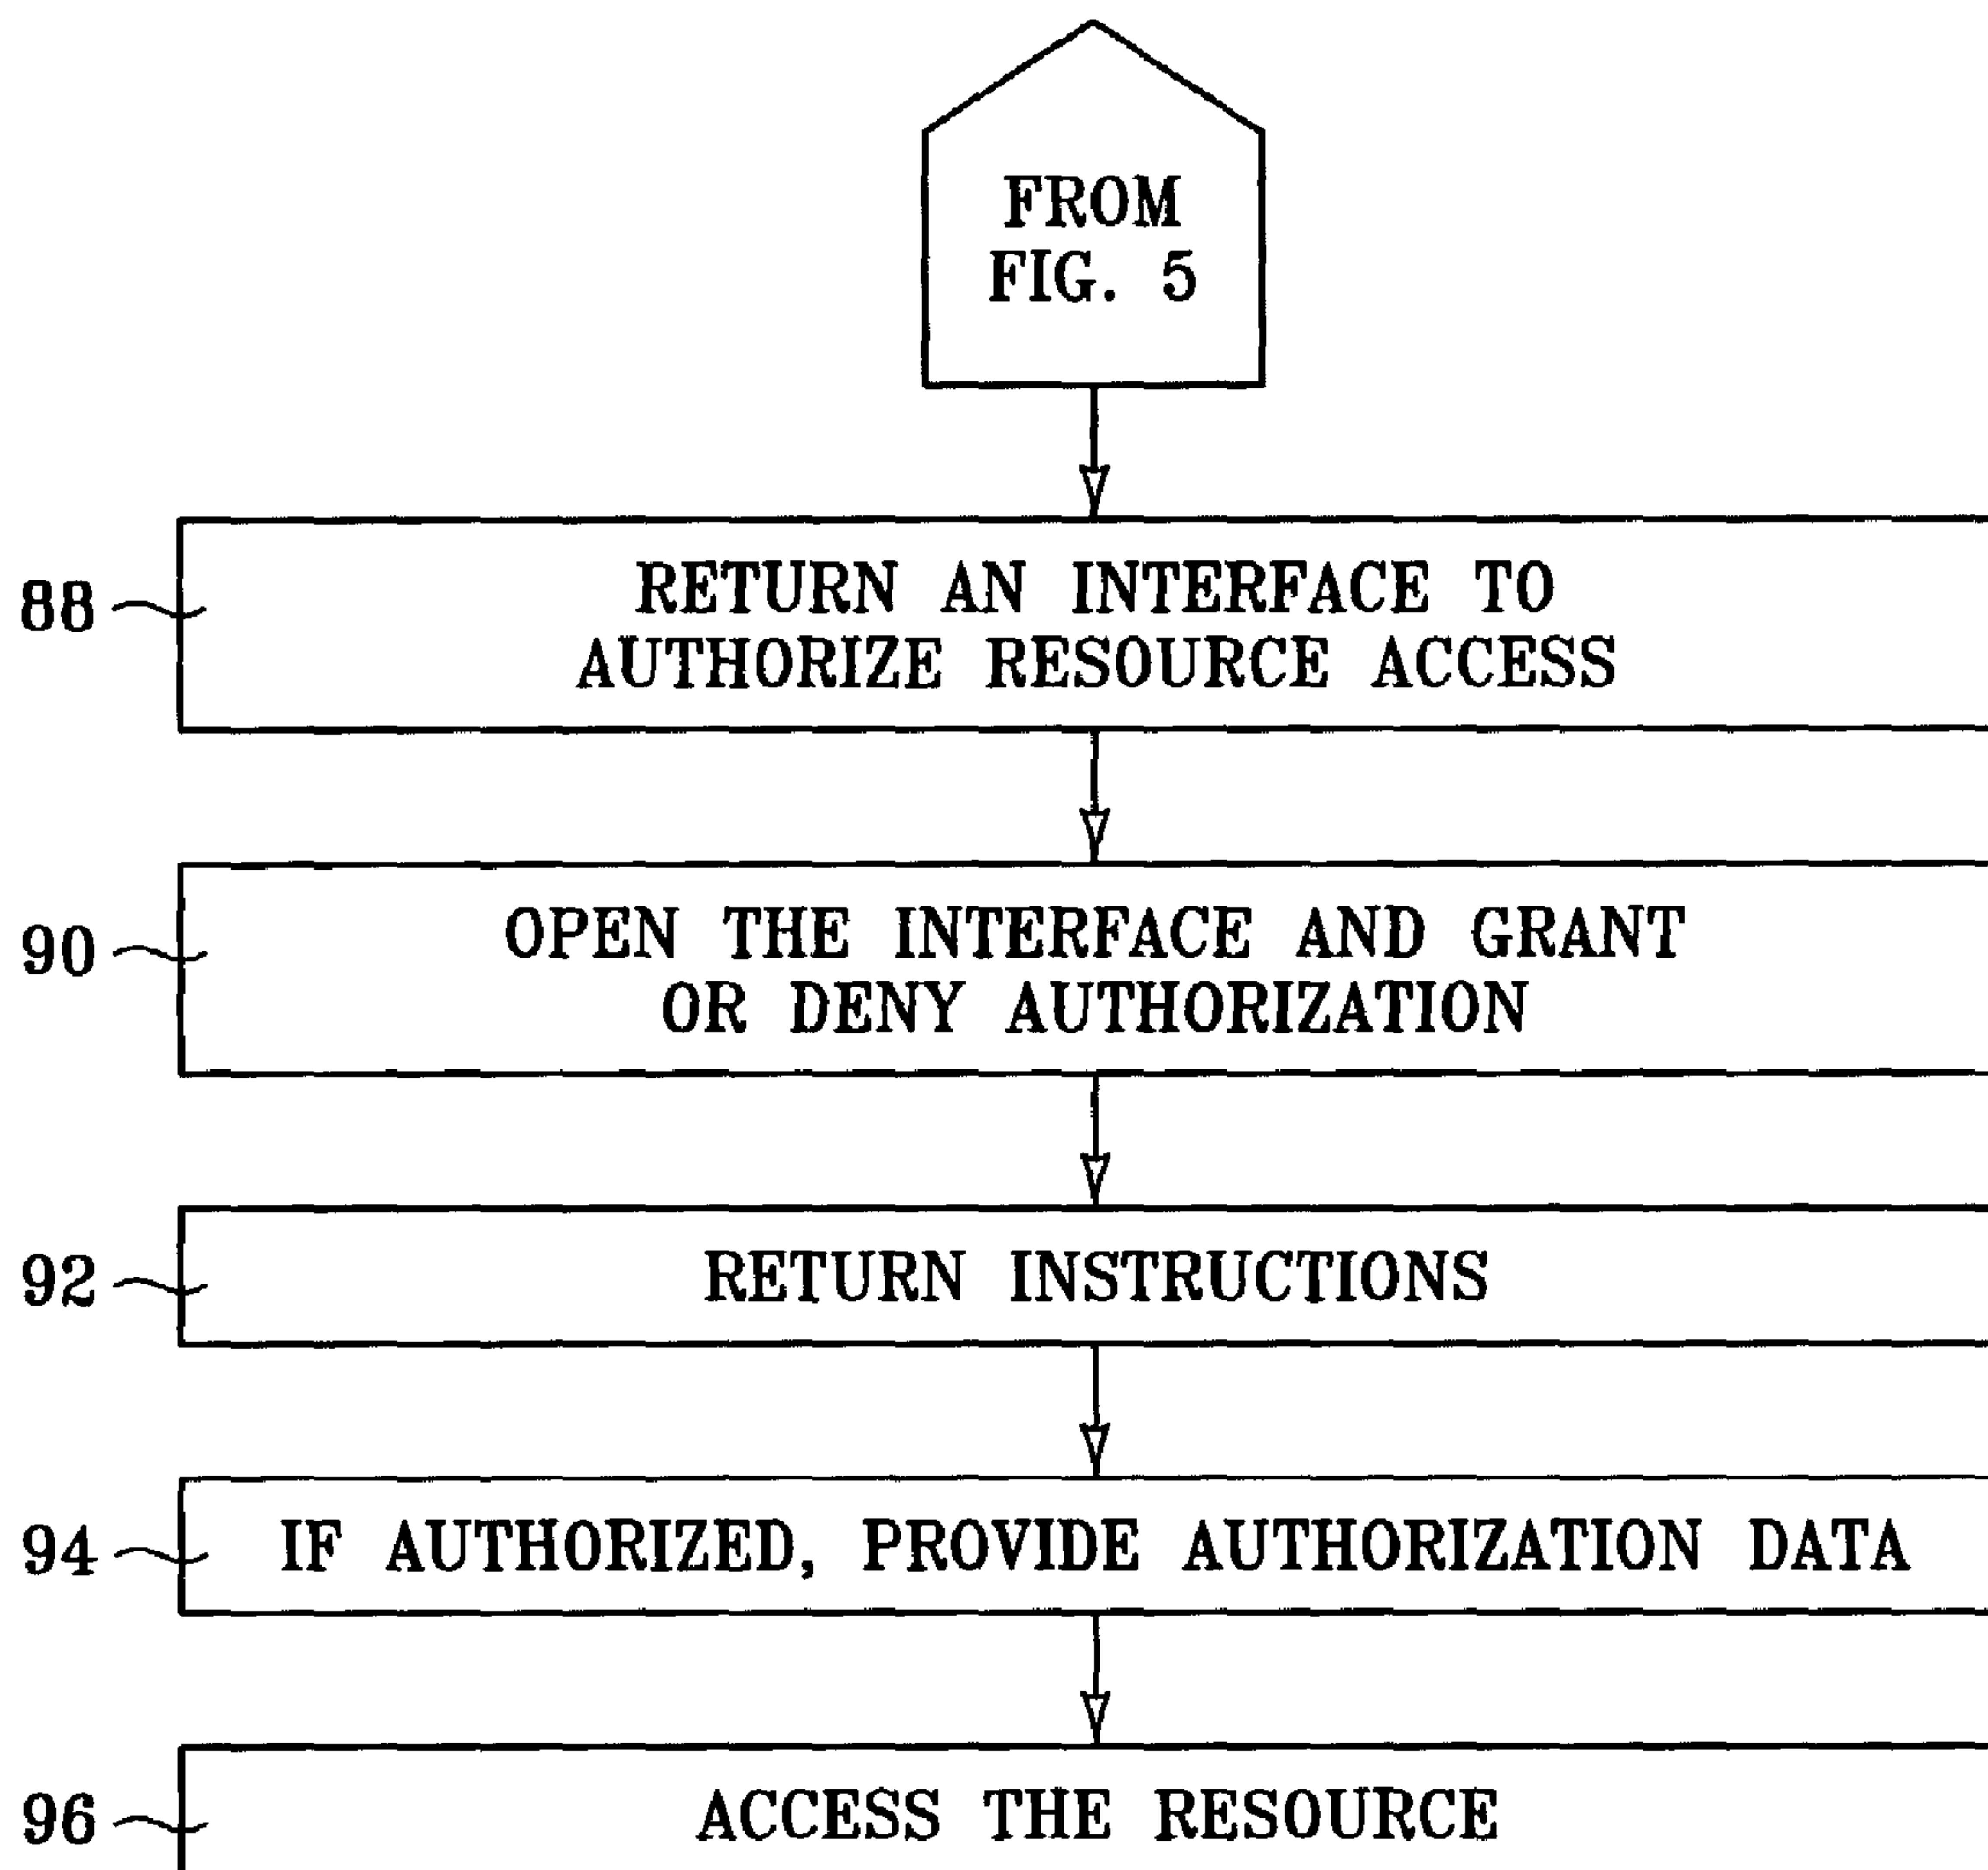 FROM
FIG. 5
88
RETURN AN INTERFACE TO
AUTHORIZE RESOURCE ACCESS
90
OPEN THE INTERFACE AND GRANT
OR DENY AUTHORIZATION
92
RETURN INSTRUCTIONS
94
IF AUTHORIZED, PROVIDE AUTHORIZATION DATA
96
ACCESS THE RESOURCE